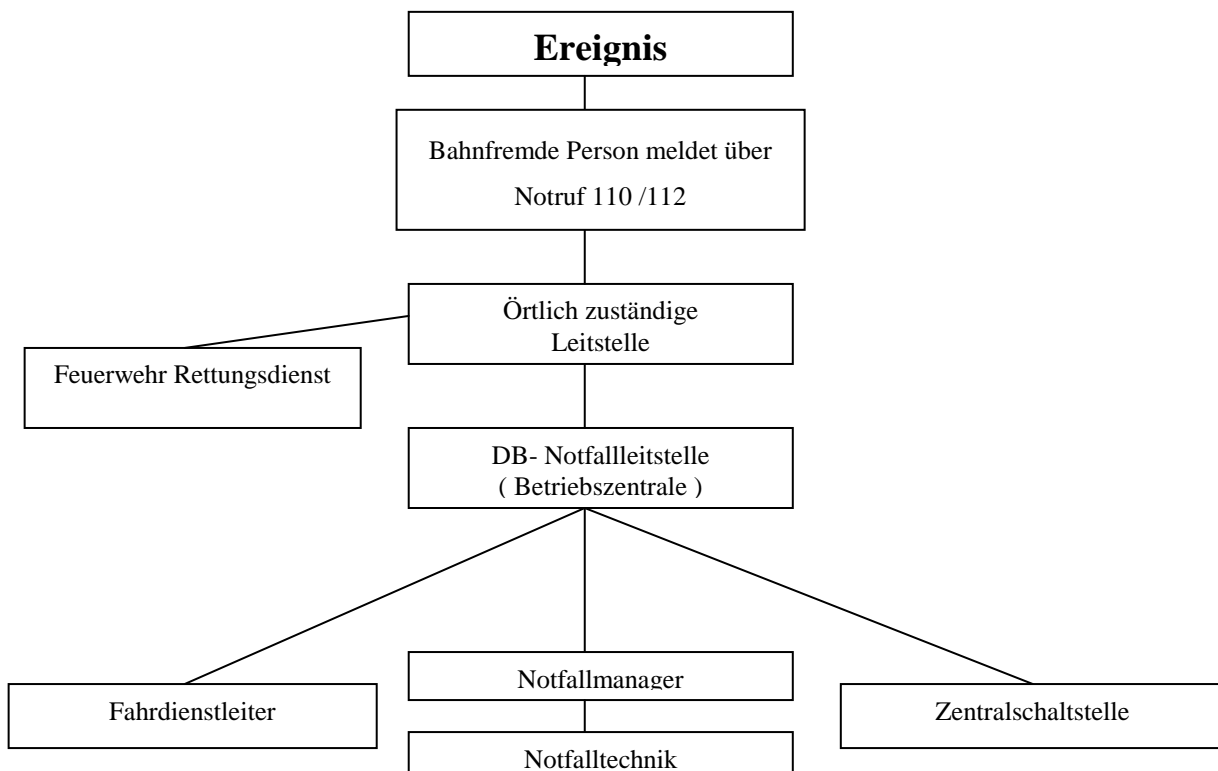 Ereignis
Bahnfremde Person meldet über
Notruf 110 /112
Örtlich zuständige
Leitstelle
Feuerwehr Rettungsdienst
DB- Notfallleitstelle
( Betriebszentrale )
Notfallmanager
Fahrdienstleiter
Zentralschaltstelle
Notfalltechnik